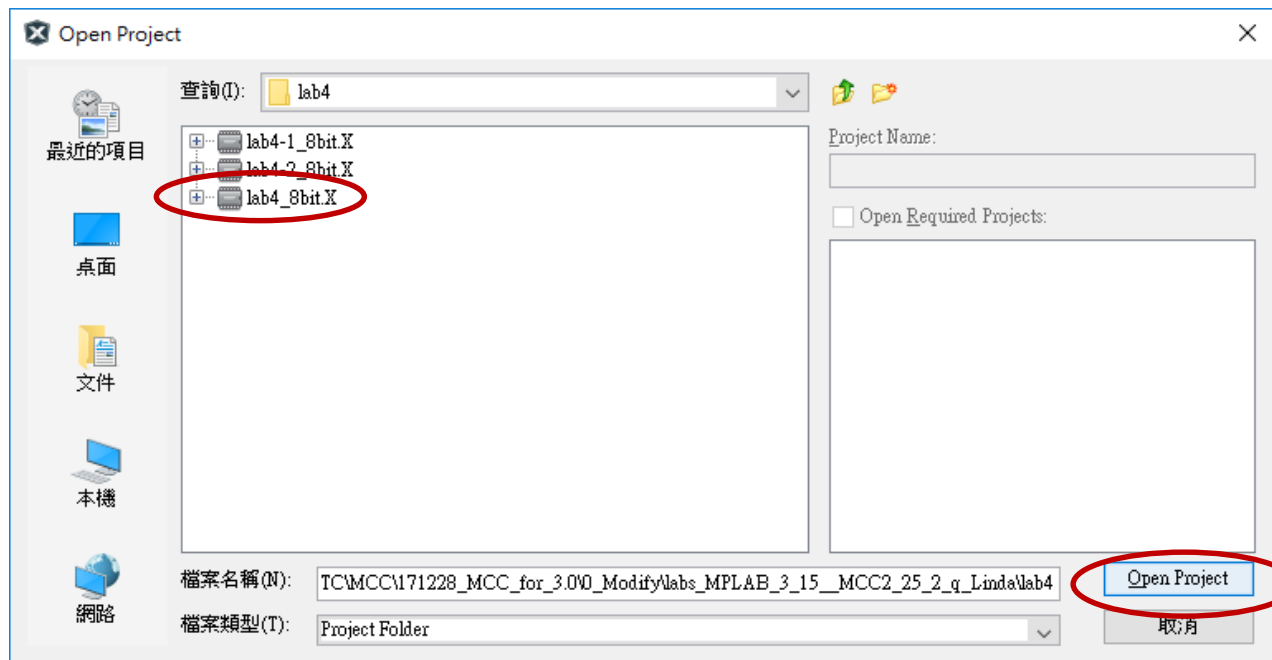 Open Project
查詢(I):
lab4
最近的項目
桌面
文件
本機
網路
lab4-1_8bit.X
lab4-2_8bit.X
lab4_8bit.X
Project Name:
Open Required Projects:
檔案名稱(N):
TC\MCC\171228_MCC_for_3.0\0_Modify\labs_MPLAB_3_15__MCC2_25_2_q_Linda\lab4
Open Project
檔案類型(T):
Project Folder
取消